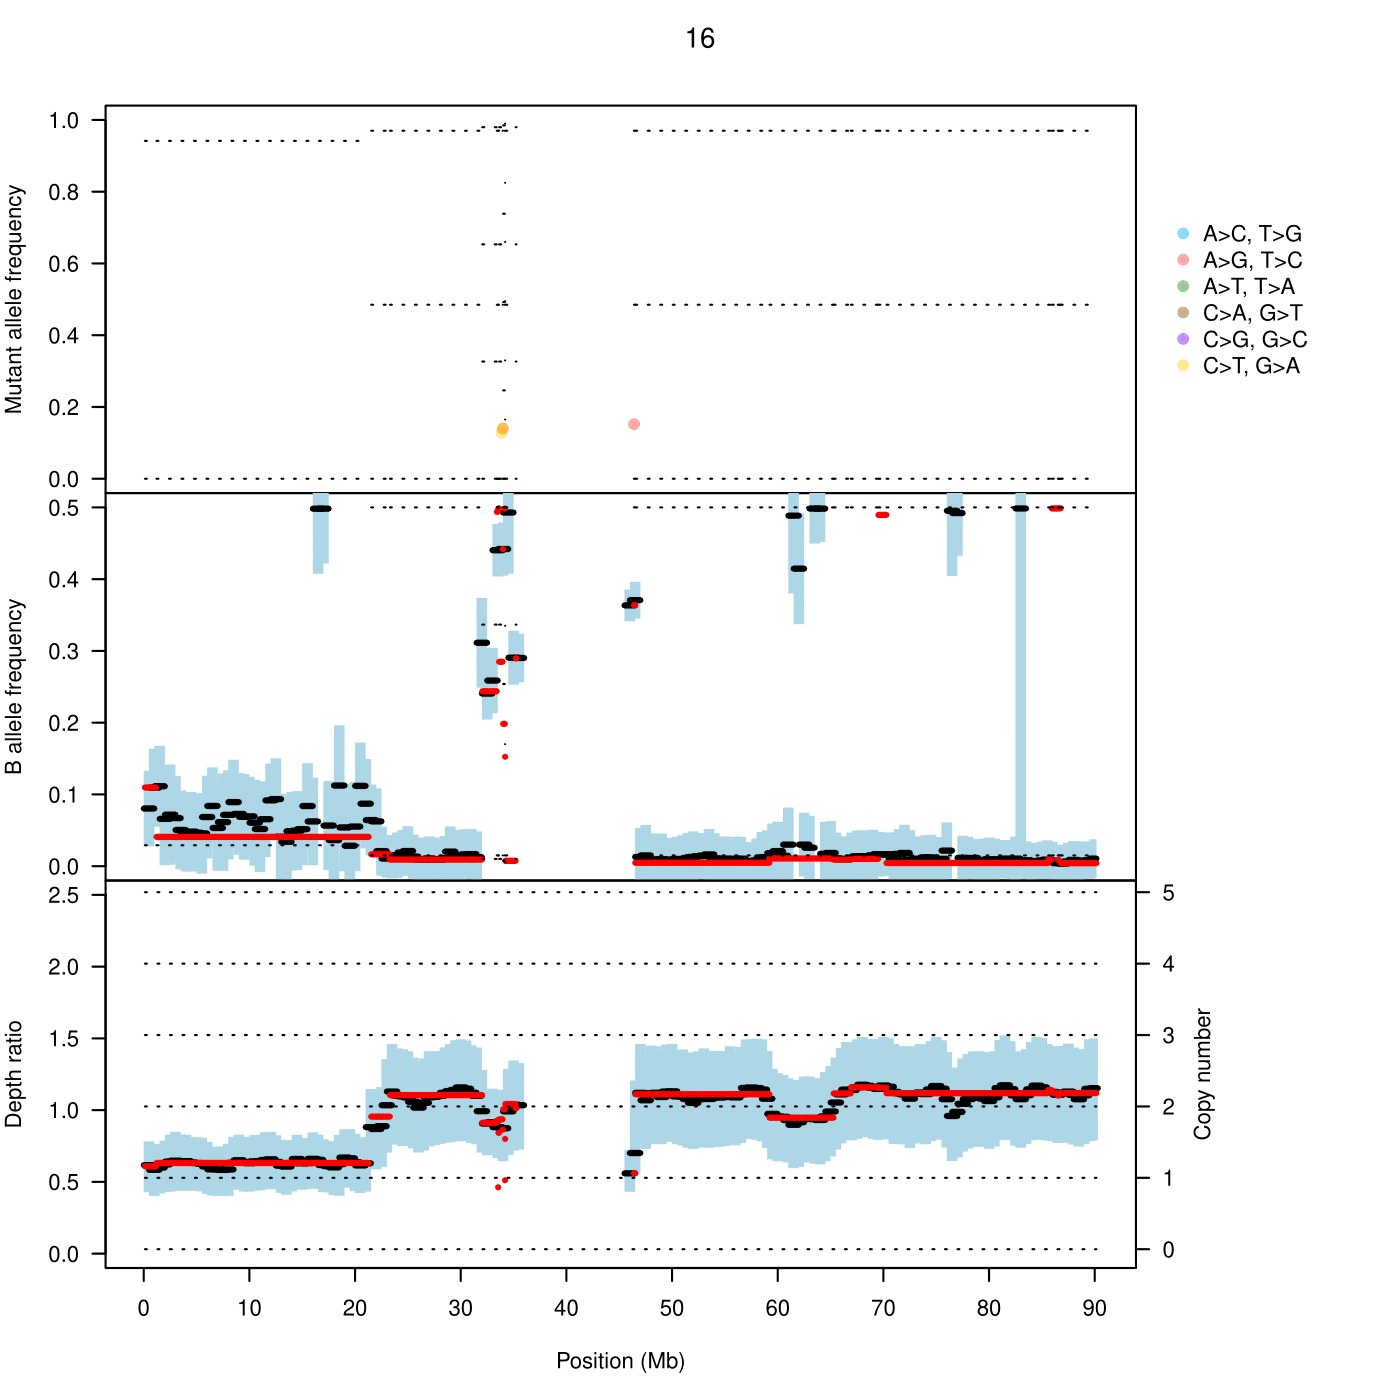 16
Mutant allele frequency
1.0
0.8
0.6
0.4
0.2
0.0
A>C, T>G
A>G, T>C
A>T, T>A
C>A, G>T
C>G, G>C
C>T, G>A
B allele frequency
0.5
0.4
0.3
0.2
0.1
0.0
Depth ratio
2.5
2.0
1.5
1.0
0.5
0.0
5
4
3
2
1
0
Copy number
0 10 20 30 40 50 60 70 80 90
Position (Mb)